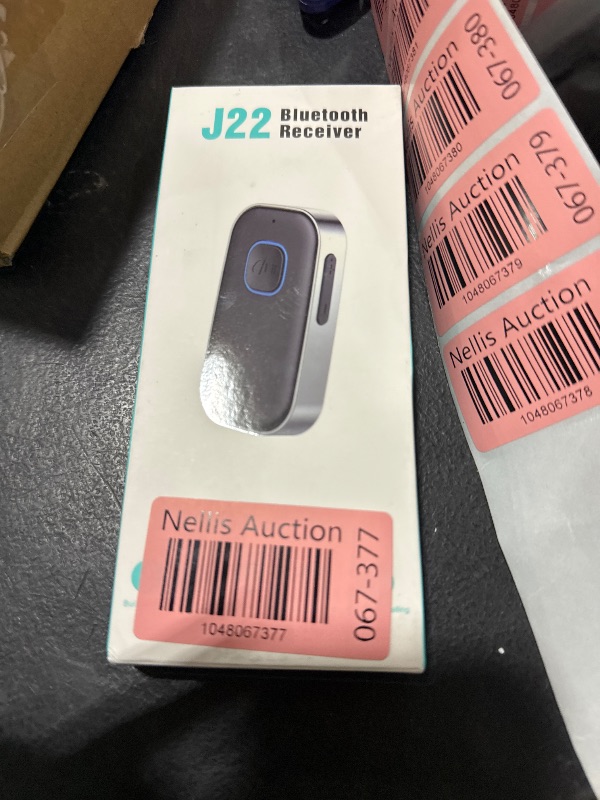 J22 Bluetooth
Receiver
Nellis Auction
1048067377
067-377
067-380
Auction
1048067380
067-379
Nellis Auction
1048067379
Nellis Auction
1048067378